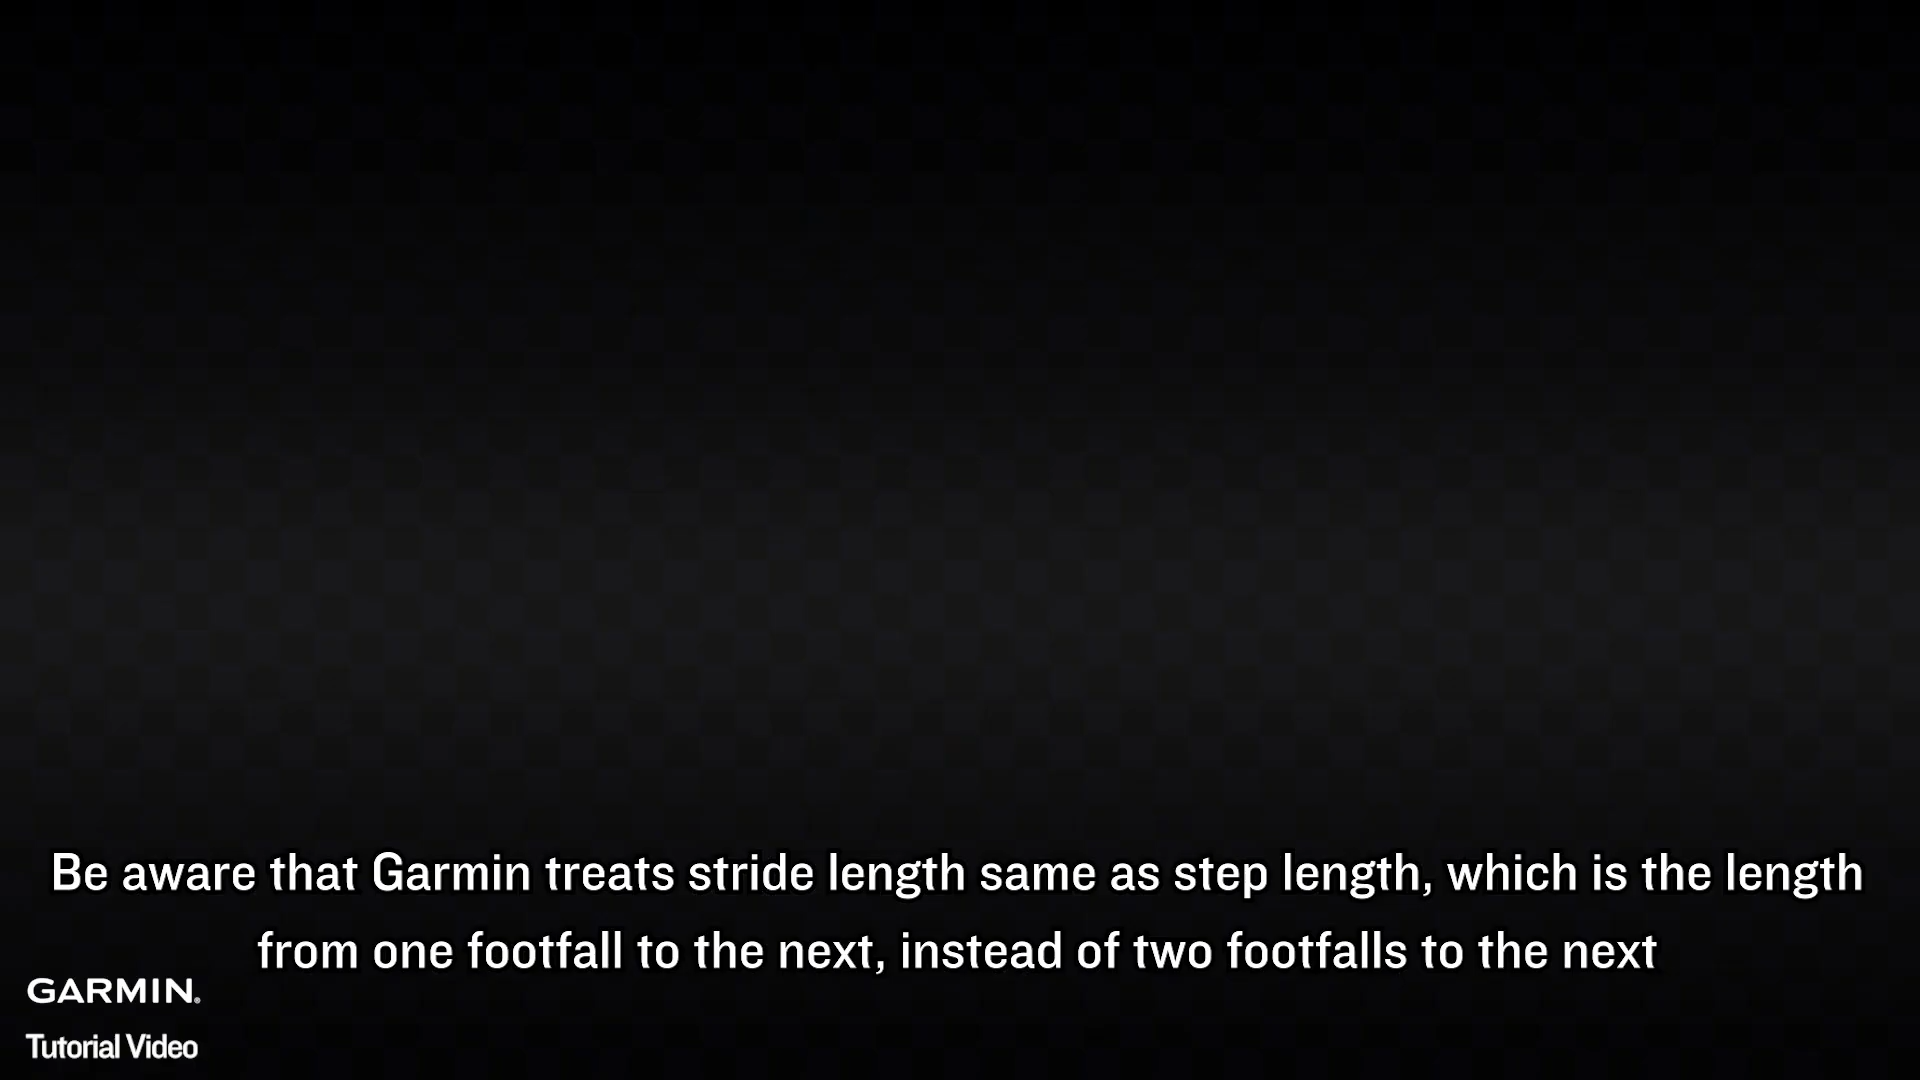 Be aware that Garmin treats stride length same as step length, which is the length
from one footfall to the next, instead of two footfalls to the next
GARMIN®
Tutorial Video